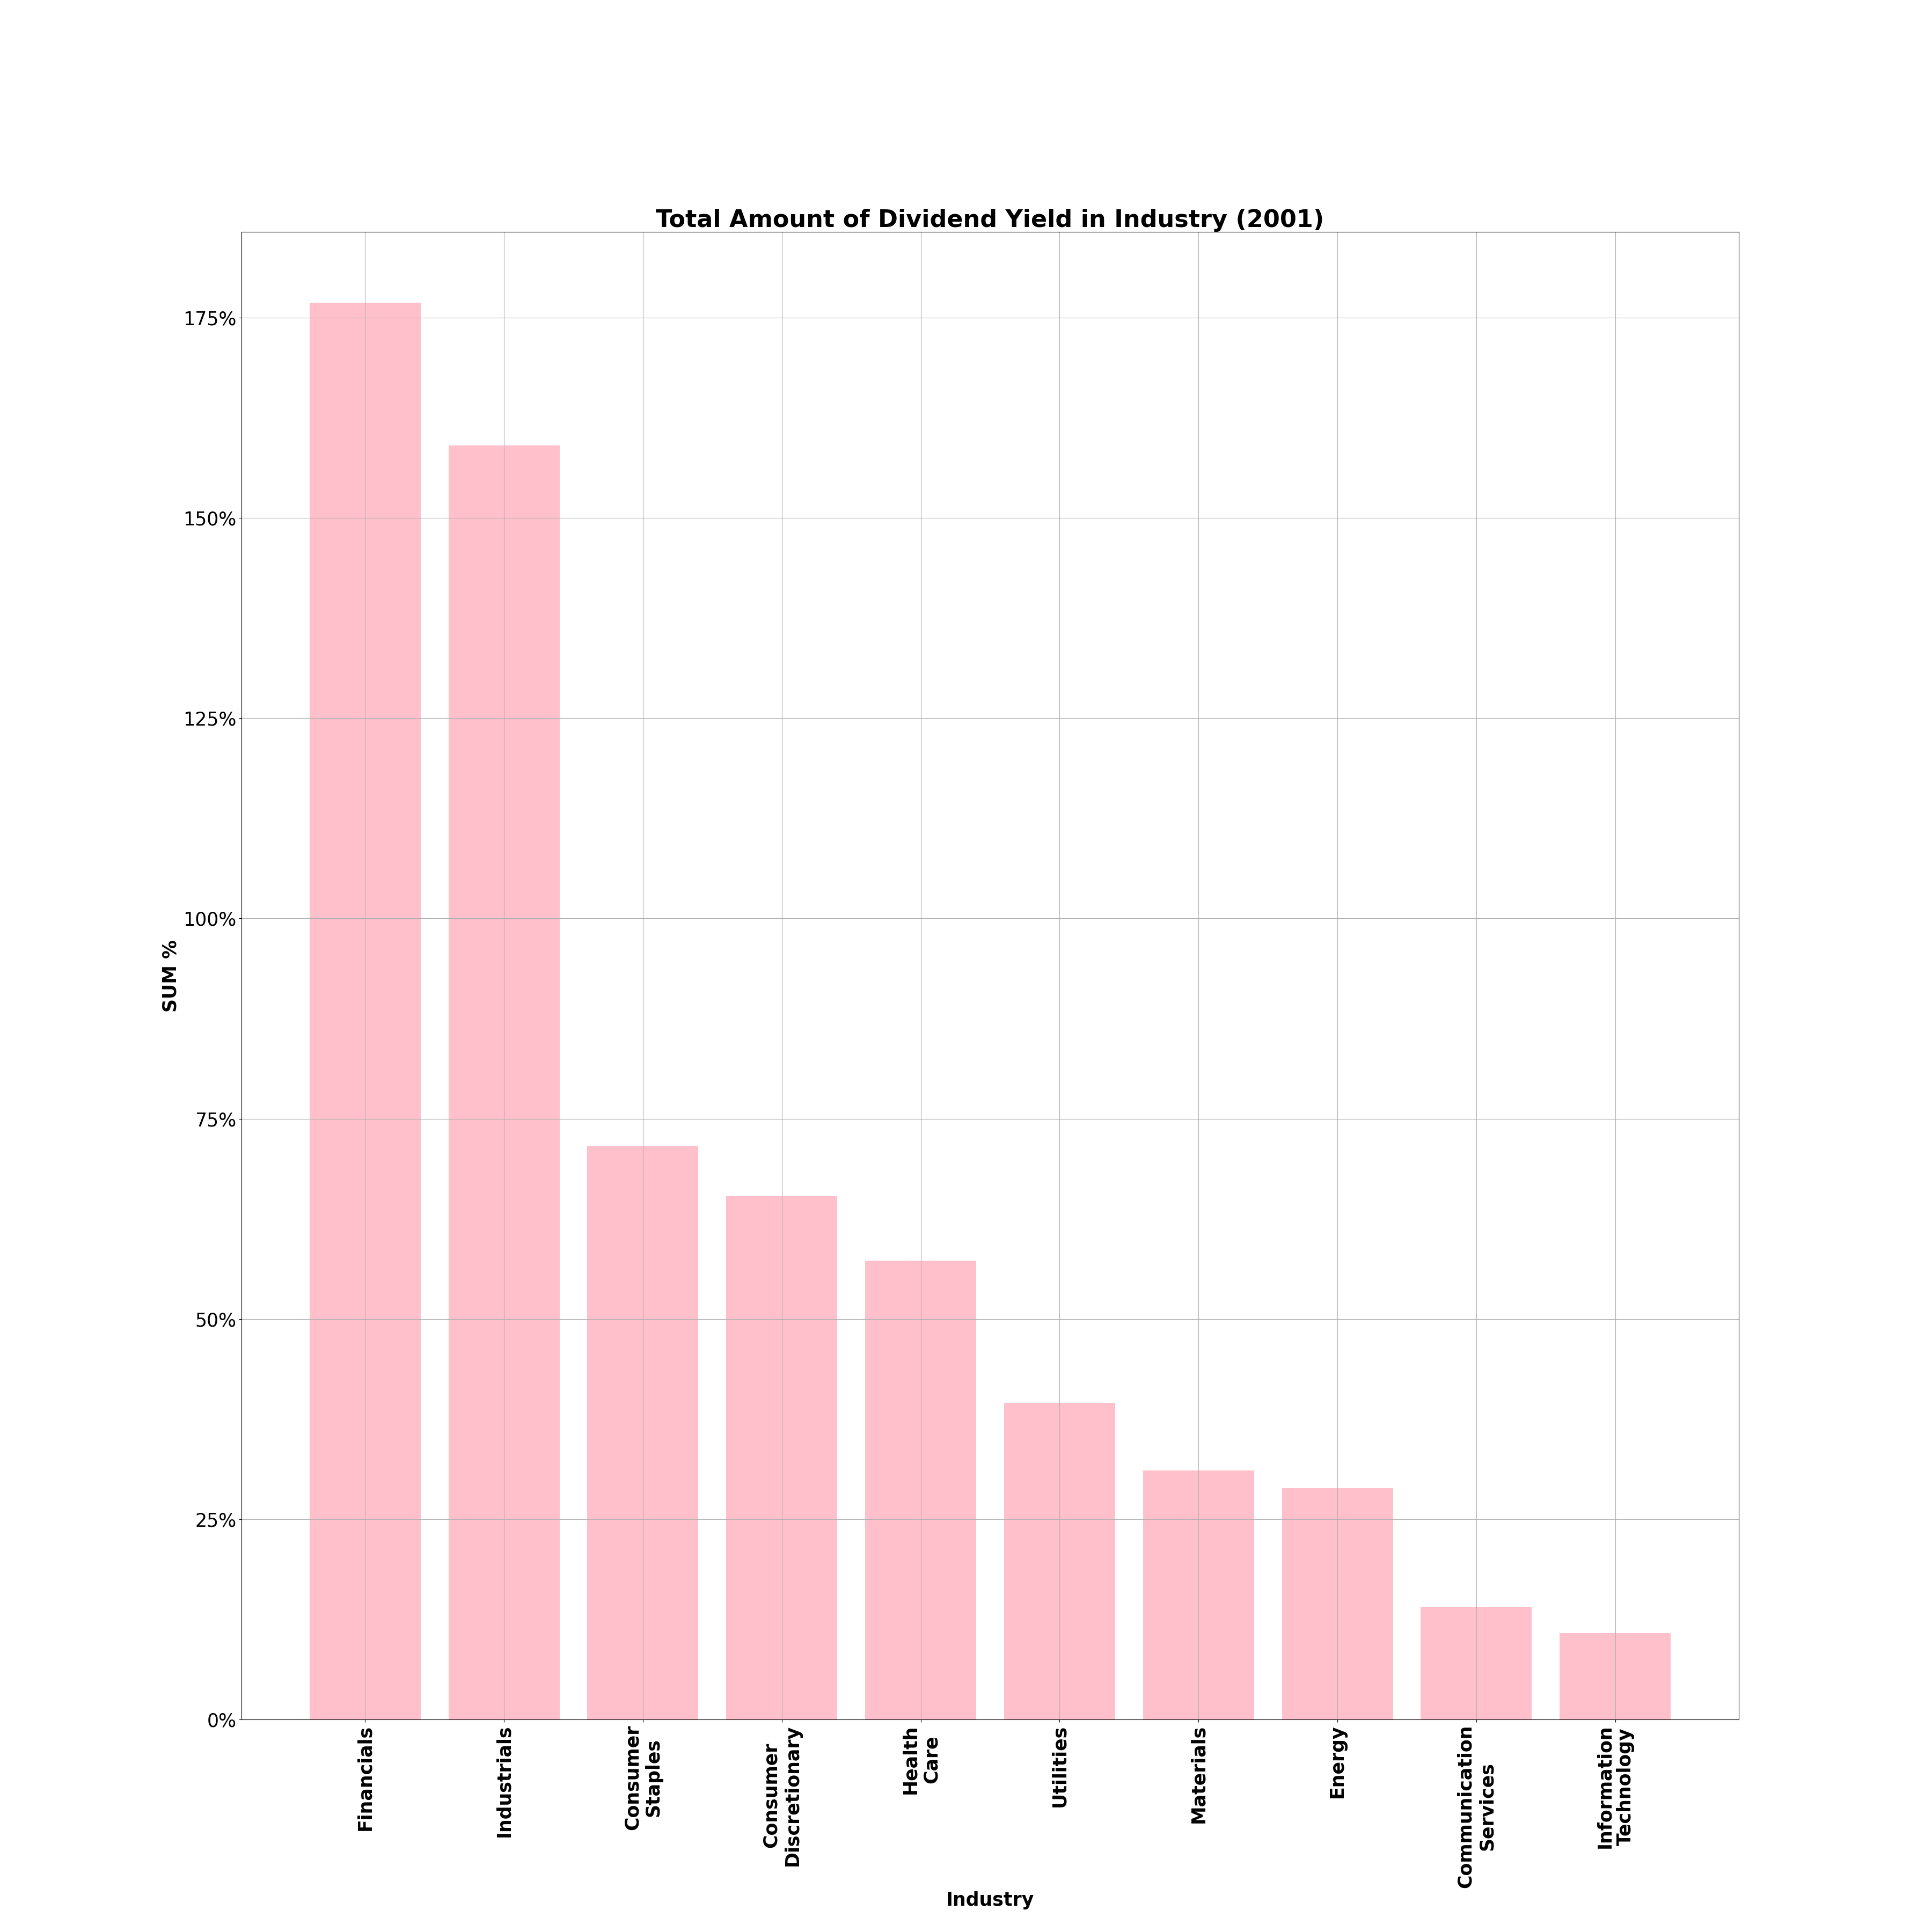 Total Amount of Dividend Yield in Industry (2001)
175%
150%
125%
100%
75%
50%
25%
0%
SUM %
Financials
Industrials
Consumer
Staples
Consumer
Discretionary
Health
Care
Utilities
Materials
Energy
Communication
Services
Information
Technology
Industry